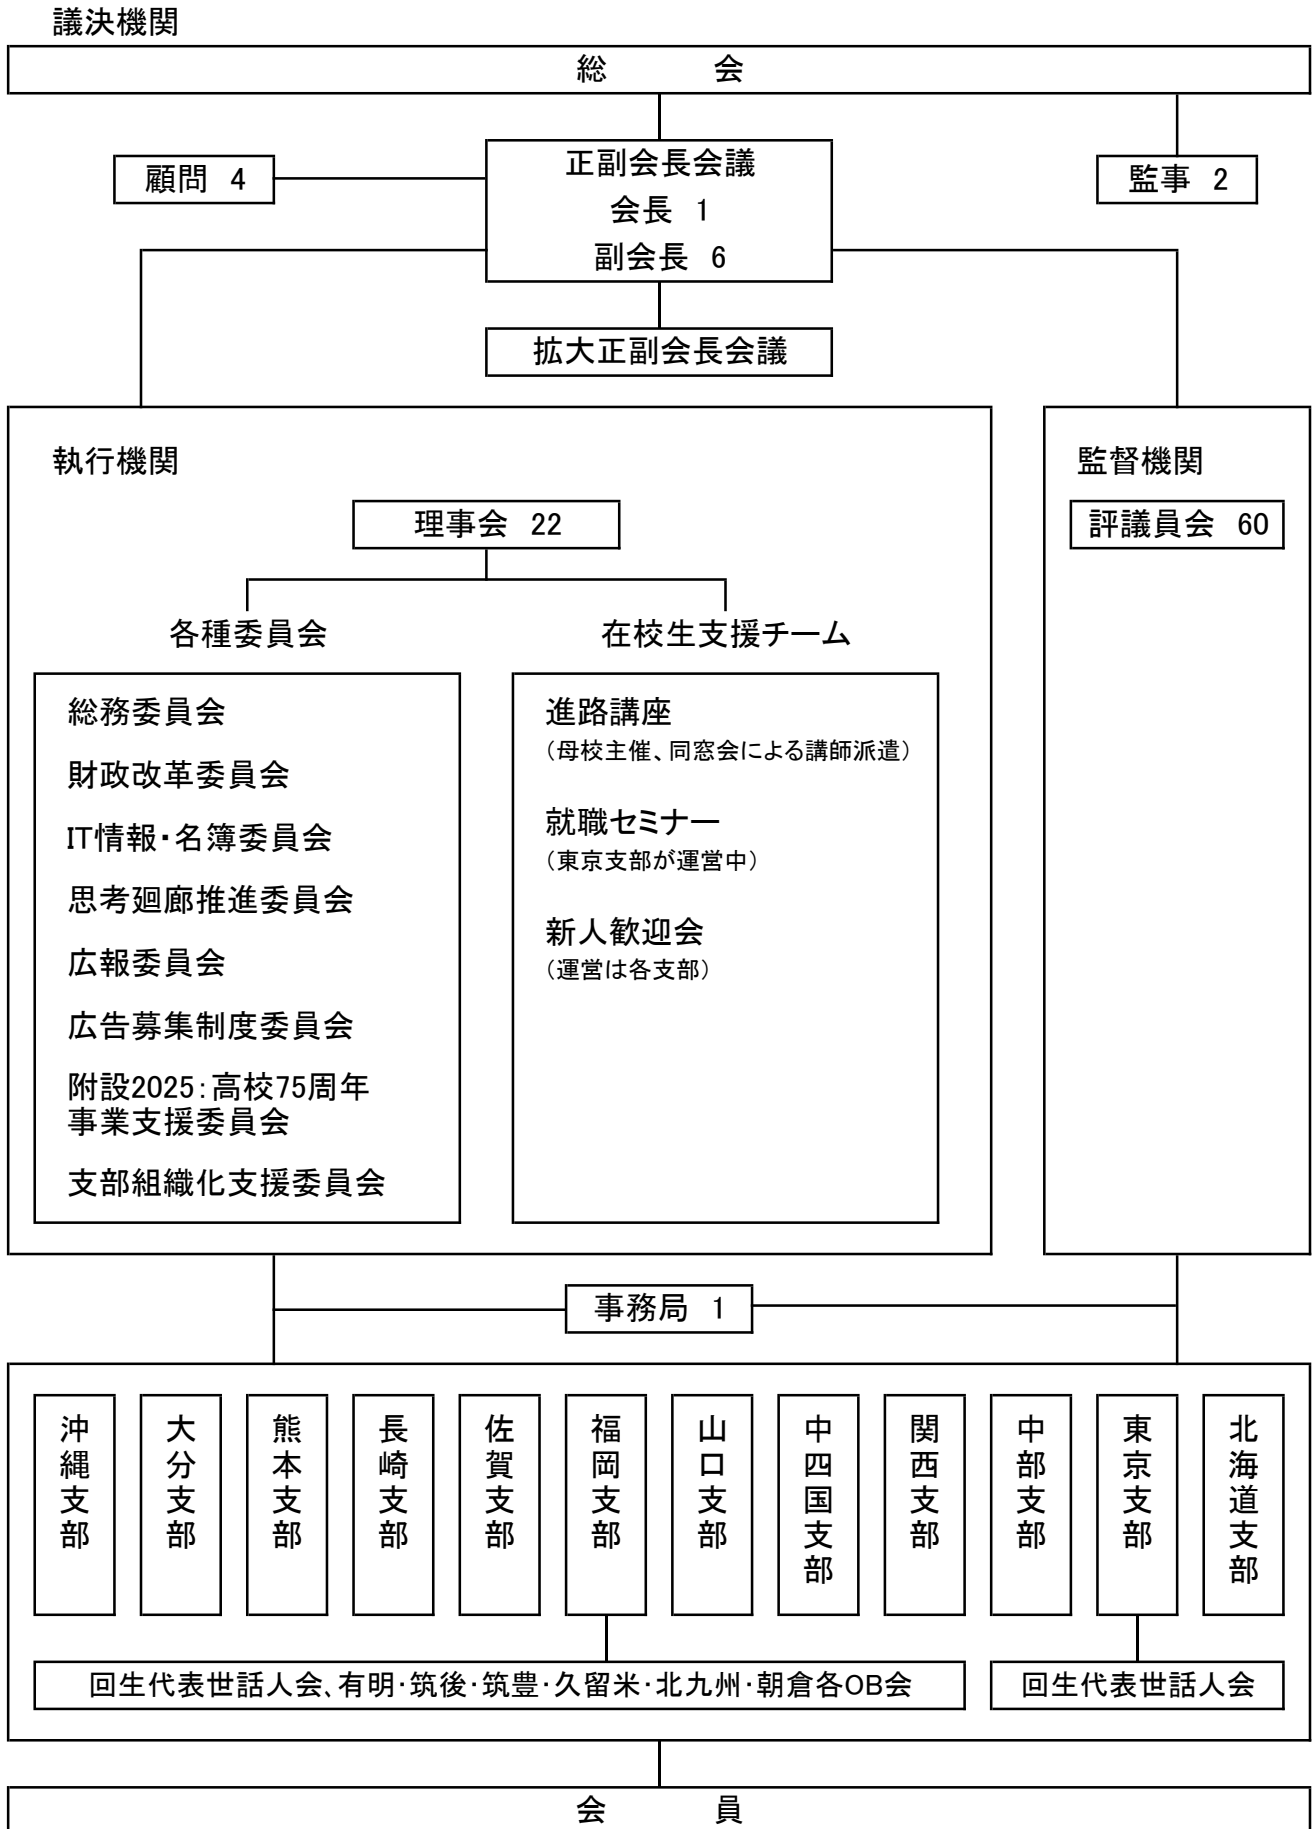 議決機関
総 会
正副会長会議
会長 1
副会長 6
顧問 4
監事 2
拡大正副会長会議
執行機関
理事会 22
各種委員会
総務委員会
財政改革委員会
IT情報・名簿委員会
思考廻廊推進委員会
広報委員会
広告募集制度委員会
附設2025：高校75周年
事業支援委員会
支部組織化支援委員会
在校生支援チーム
進路講座
（母校主催、同窓会による講師派遣）
就職セミナー
（東京支部が運営中）
新人歓迎会
（運営は各支部）
監督機関
評議員会 60
事務局 1
沖縄支部
大分支部
熊本支部
長崎支部
佐賀支部
福岡支部
山口支部
中四国支部
関西支部
中部支部
東京支部
北海道支部
回生代表世話人会、有明・筑後・筑豊・久留米・北九州・朝倉各OB会
回生代表世話人会
会 員